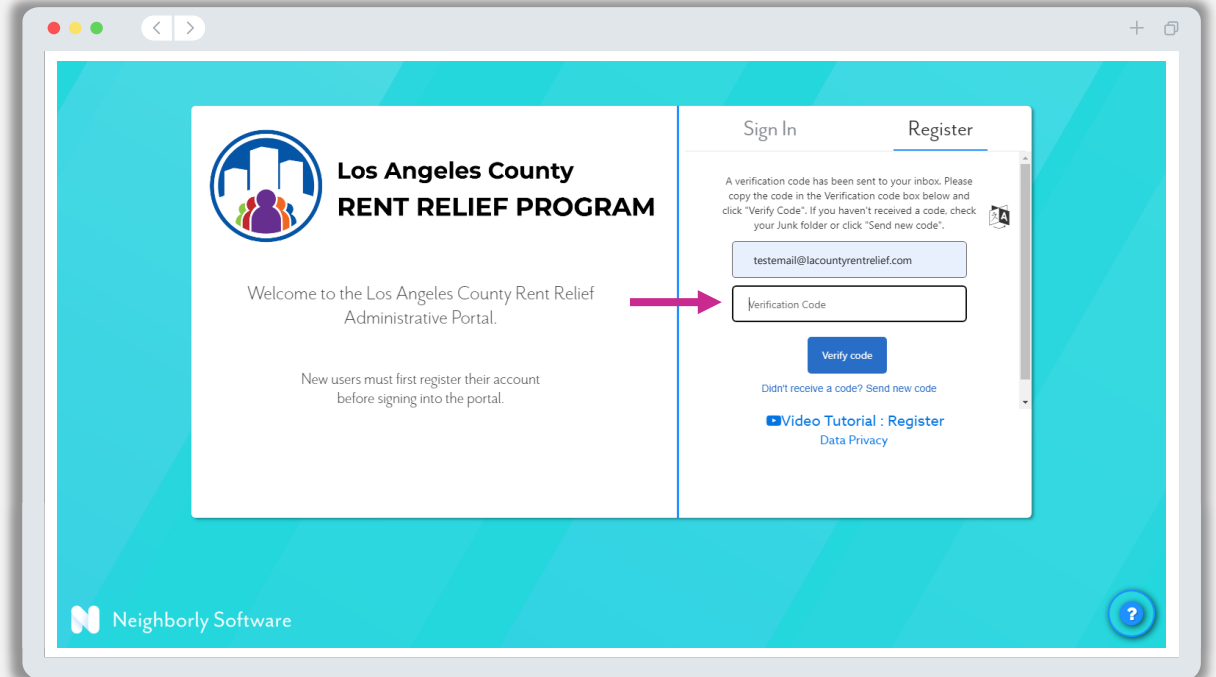 Los Angeles County
RENT RELIEF PROGRAM
Welcome to the Los Angeles County Rent Relief
Administrative Portal.
New users must first register their account
before signing into the portal.
Sign In
Register
A verification code has been sent to your inbox. Please
copy the code in the Verification code box below and
click "Verify Code". If you haven't received a code, check
your Junk folder or click "Send new code".
A
testemail@lacountyrentrelief.com
Verification Code
Verify code
Didn't receive a code? Send new code
Video Tutorial : Register
Data Privacy
N Neighborly Software
?